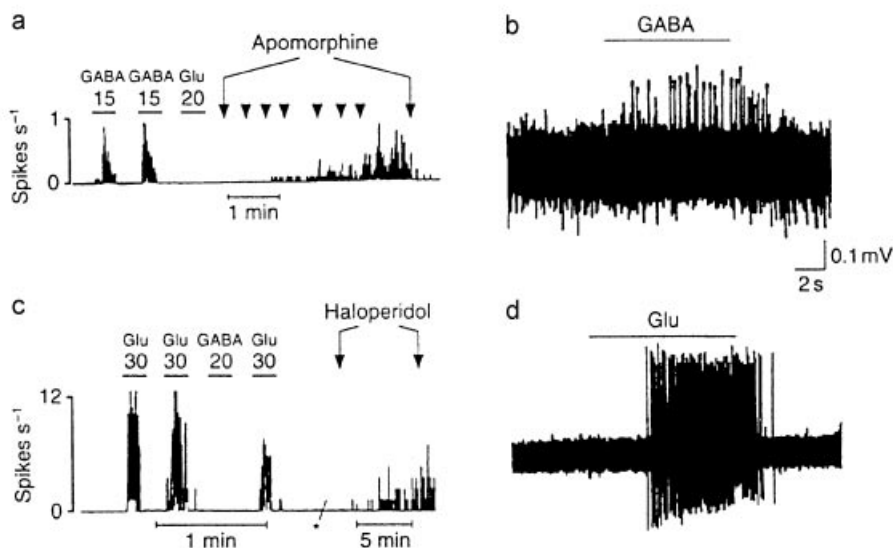 a
Apomorphine
GABA GABA Glu
15 15 20
Spikes s⁻¹
1
0
1 min
b
GABA
0.1 mV
2 s
c
Haloperidol
Glu Glu GABA Glu
30 30 20 30
Spikes s⁻¹
12
0
*
1 min
5 min
d
Glu